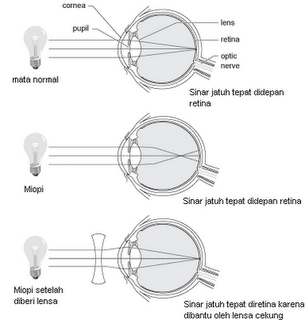 cornea
pupil
lens
retina
optic
nerve
mata normal
Sinar jatuh tepat didepan
retina
Miopi
Sinar jatuh tepat didepan retina
Miopi setelah
diberi lensa
Sinar jatuh tepat diretina karena
dibantu oleh lensa cekung